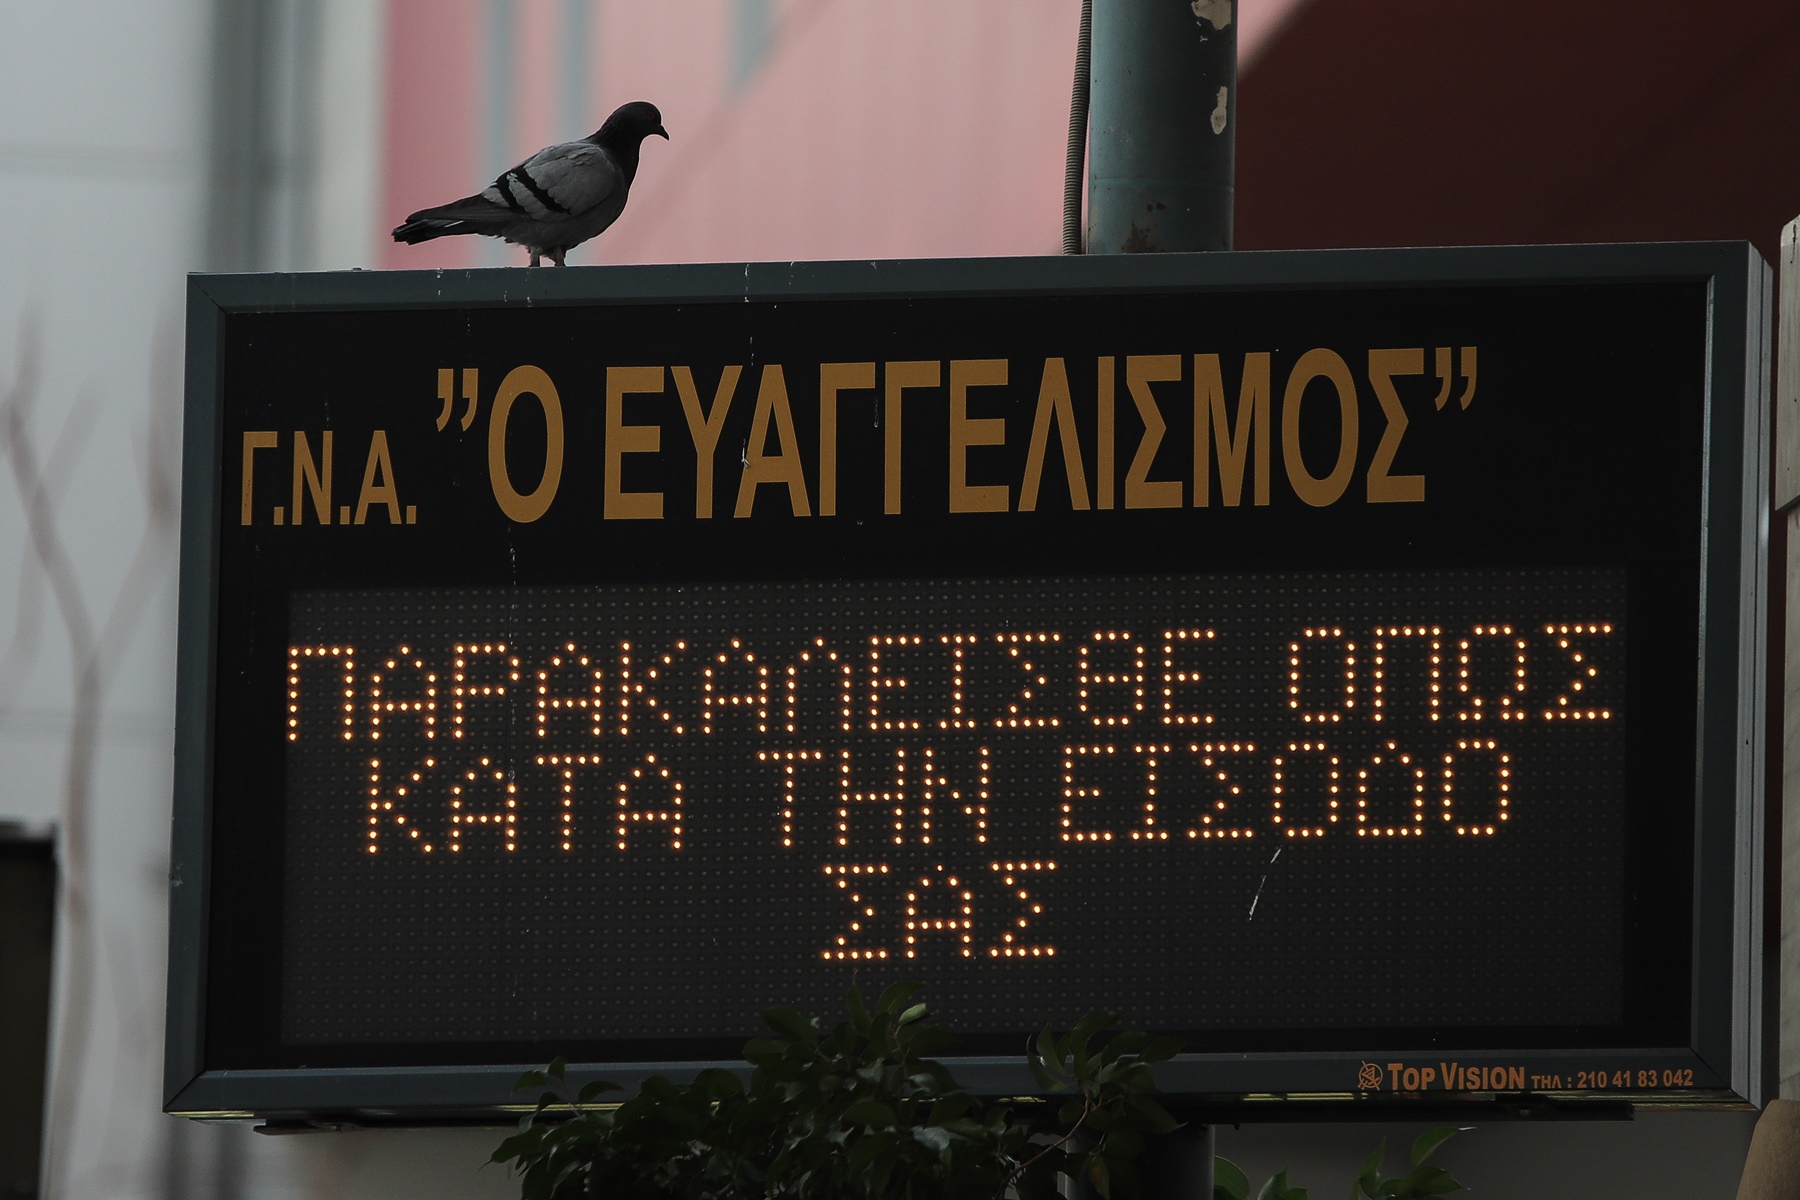 Γ.Ν.Α. "Ο ΕΥΑΓΓΕΛΙΣΜΟΣ"
ΠΑΡΑΚΑΛΕΙΣΘΕ ΟΠΩΣ
ΚΑΤΑ ΤΗΝ ΕΙΣΟΔΟ
ΣΑΣ
TOP VISION ΤΗΛ : 210 41 83 042